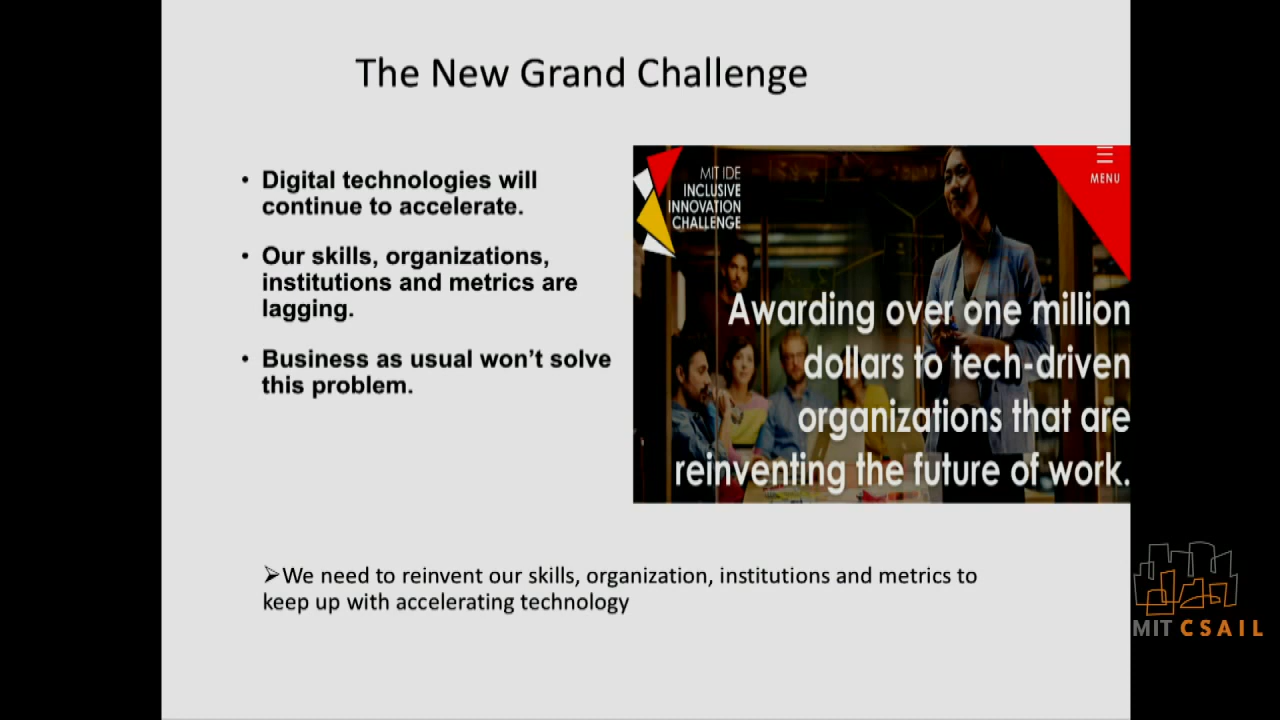 The New Grand Challenge
• Digital technologies will
continue to accelerate.
• Our skills, organizations,
institutions and metrics are
lagging.
• Business as usual won’t solve
this problem.
MIT IDE
INCLUSIVE
INNOVATION
CHALLENGE
MENU
Awarding over one million
dollars to tech-driven
organizations that are
reinventing the future of work.
➢We need to reinvent our skills, organization, institutions and metrics to
keep up with accelerating technology
MIT CSAIL